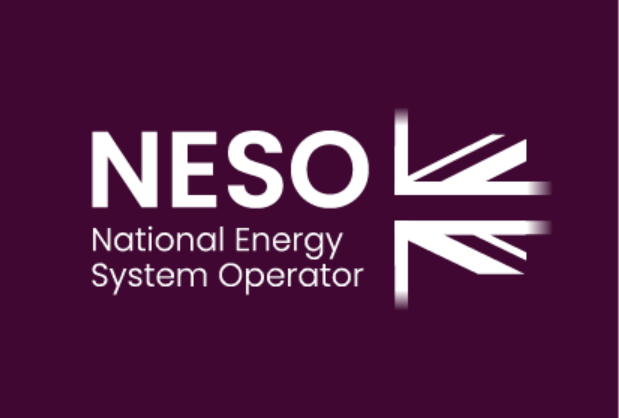 NESO
National Energy
System Operator